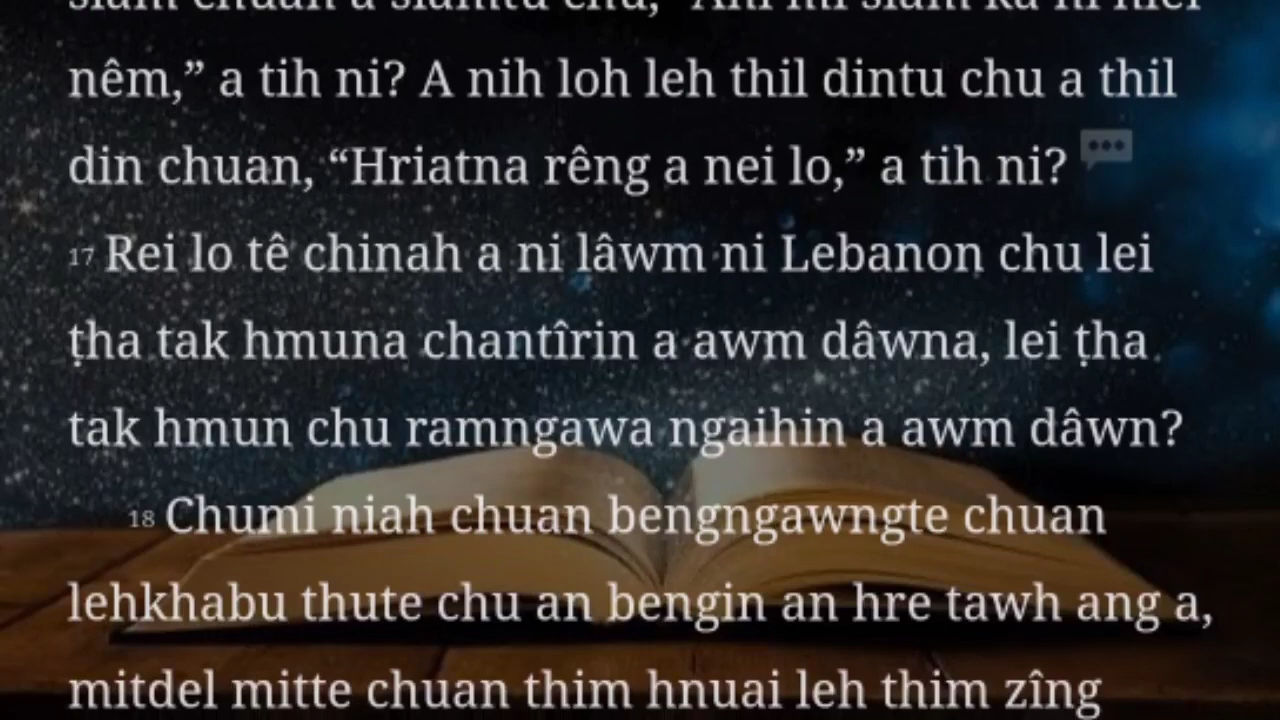 nêm,” a tih ni? A nih loh leh thil dintu chu a thil
din chuan, “Hriatna rêng a nei lo,” a tih ni?
17 Rei lo tê chinah a ni lâwm ni Lebanon chu lei
ṭha tak hmuna chantîrin a awm dâwna, lei ṭha
tak hmun chu ramngawa ngaihin a awm dâwn?
18 Chumi niah chuan bengngawngte chuan
lehkhabu thute chu an bengin an hre tawh ang a,
mitdel mitte chuan thim hnuai leh thim zîng